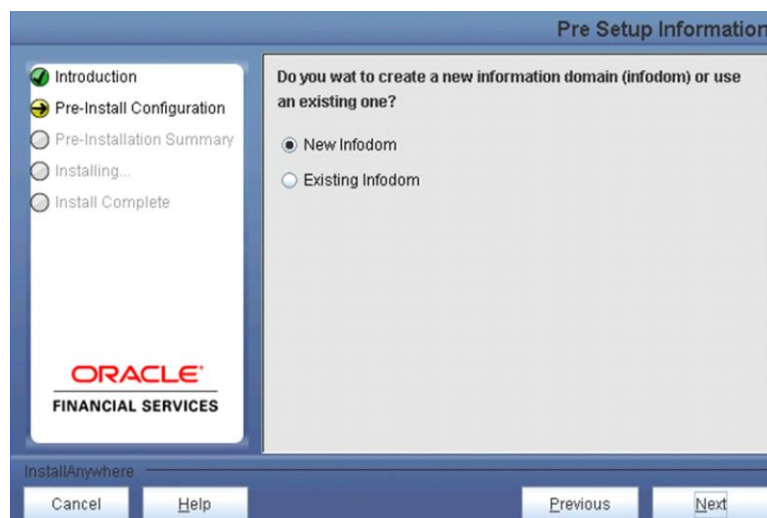 Pre Setup Information
Introduction
Pre-Install Configuration
Pre-Installation Summary
Installing...
Install Complete
Do you wat to create a new information domain (infodom) or use
an existing one?
New Infodom
Existing Infodom
ORACLE
FINANCIAL SERVICES
InstallAnywhere
Cancel
Help
Previous
Next